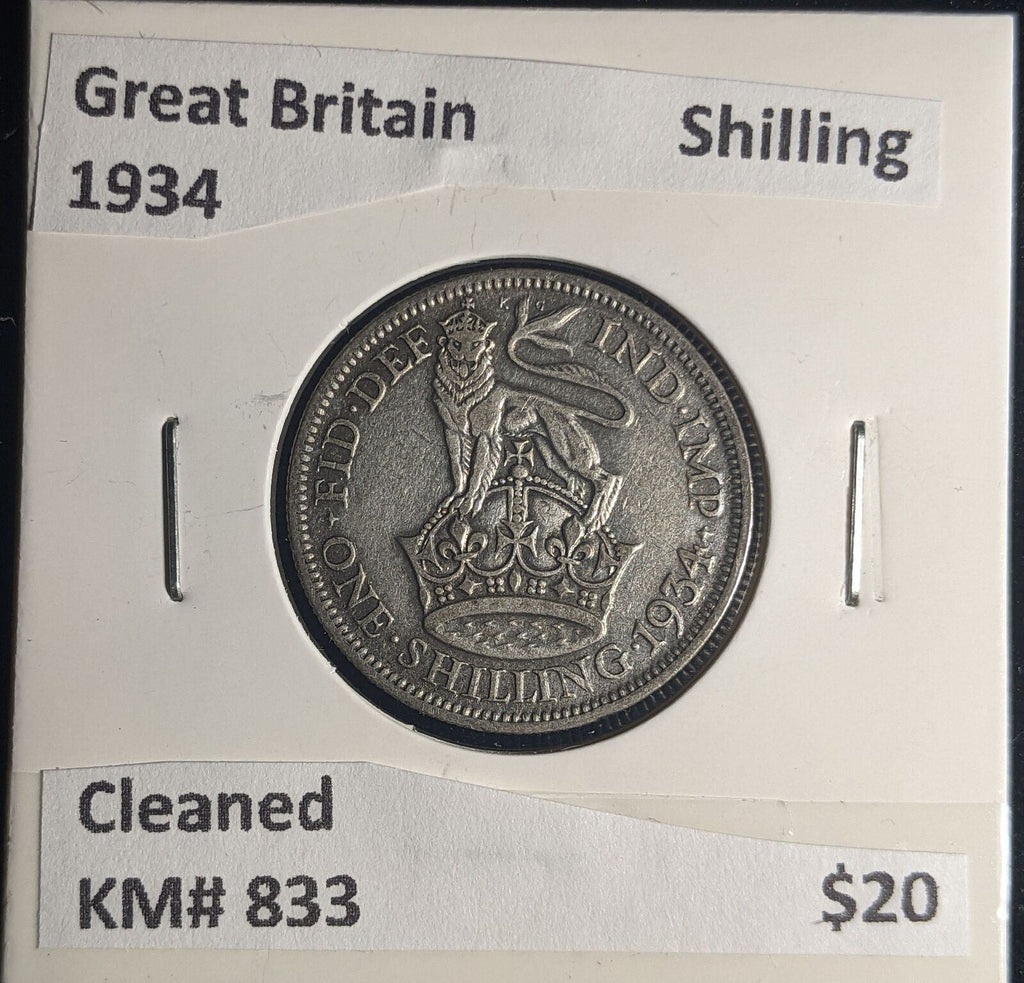 Great Britain Shilling
1934
FID · DEF IND · IMP
K G
ONE · SHILLING · 1934
Cleaned
KM# 833 $20